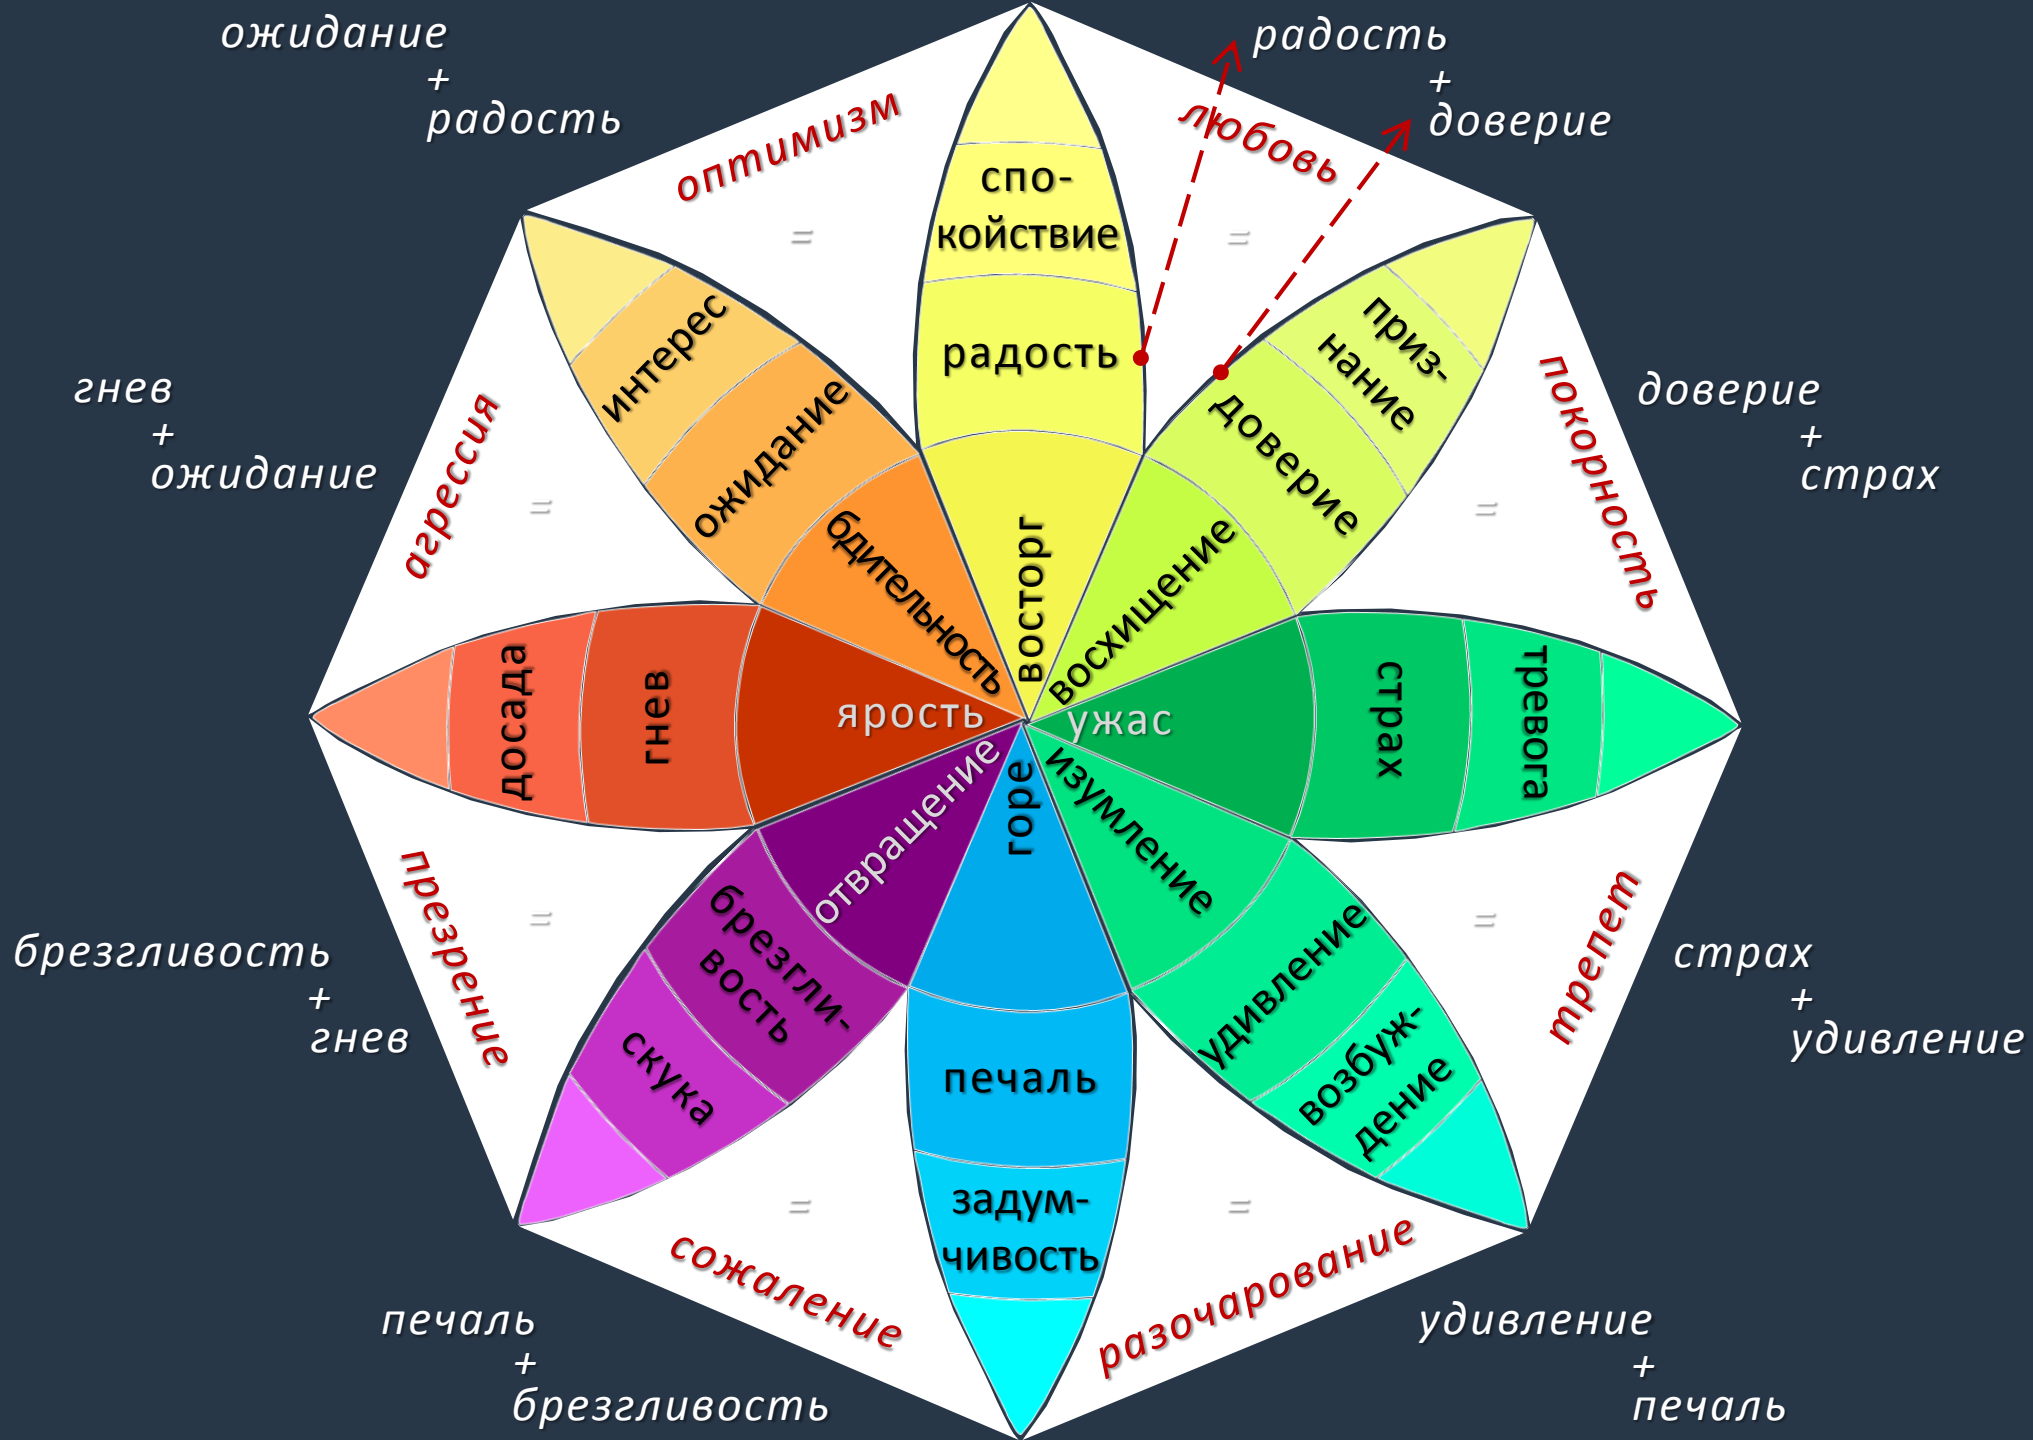 ожидание
+
радость
радость
+
доверие
оптимизм
любовь
=
=
спо-
койствие
радость
восторг
приз-
нание
доверие
восхищение
интерес
ожидание
бдительность
гнев
+
ожидание
агрессия
=
=
покорность
доверие
+
страх
досада
гнев
ярость
ужас
страх
тревога
презрение
=
брезгливость
+
гнев
отвращение
брезгли-
вость
скука
горе
печаль
задум-
чивость
изумление
удивление
возбуж-
дение
=
трепет
страх
+
удивление
=
=
сожаление
разочарование
печаль
+
брезгливость
удивление
+
печаль